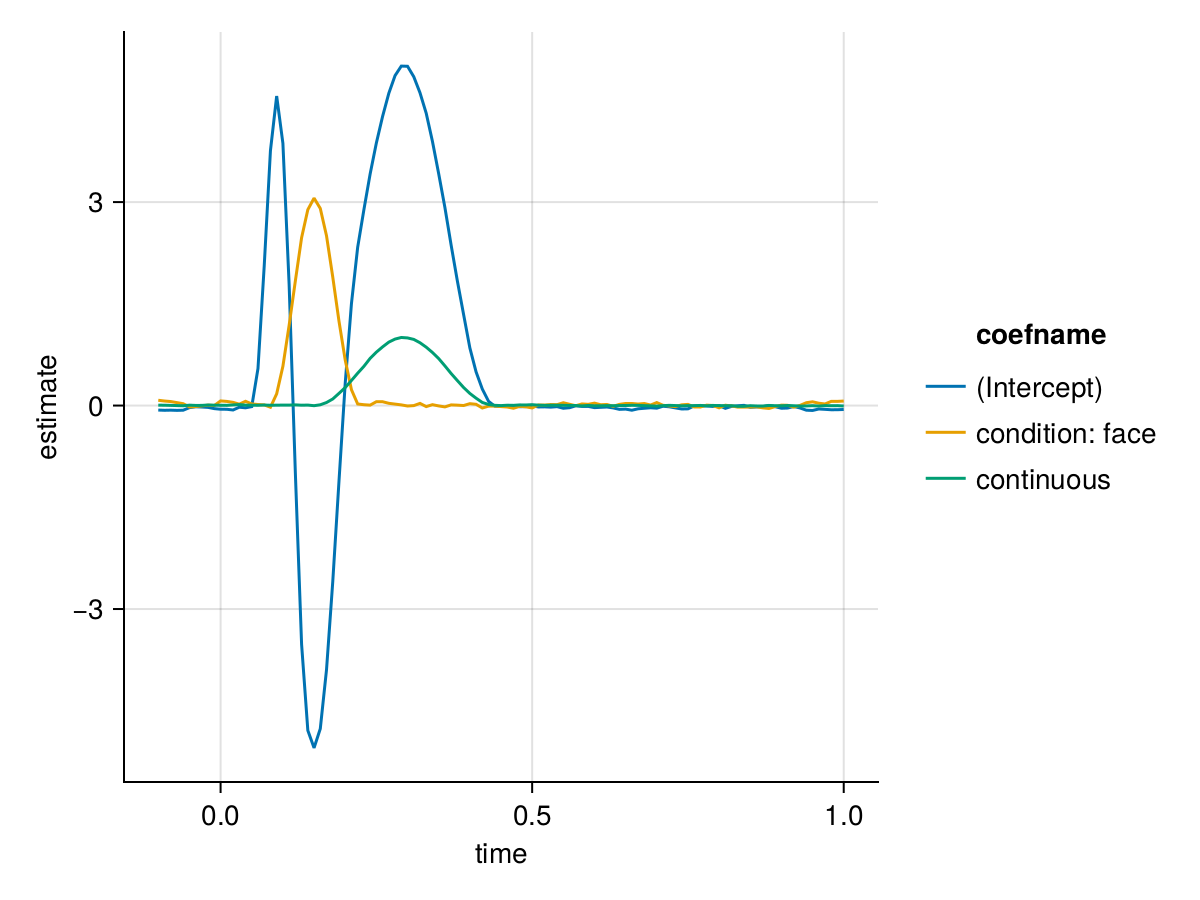 3
0
−3
estimate
0.0
0.5
1.0
time
coefname
(Intercept)
condition: face
continuous